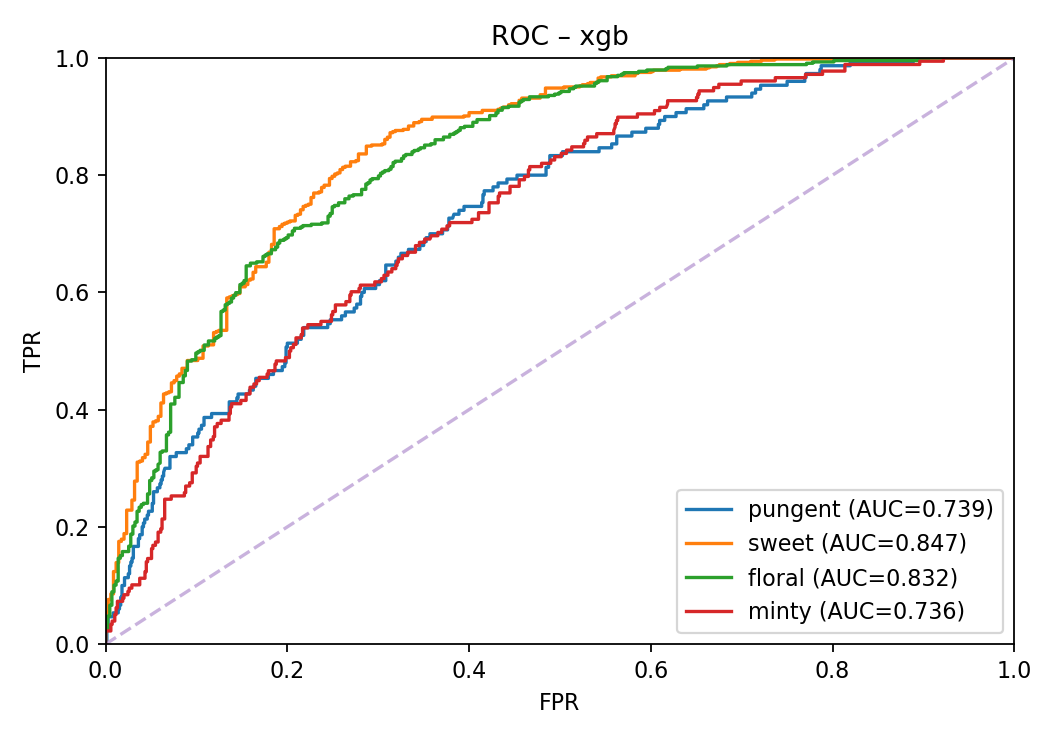 ROC – xgb
1.0
0.8
0.6
0.4
0.2
0.0
TPR
0.0 0.2 0.4 0.6 0.8 1.0
FPR
pungent (AUC=0.739)
sweet (AUC=0.847)
floral (AUC=0.832)
minty (AUC=0.736)